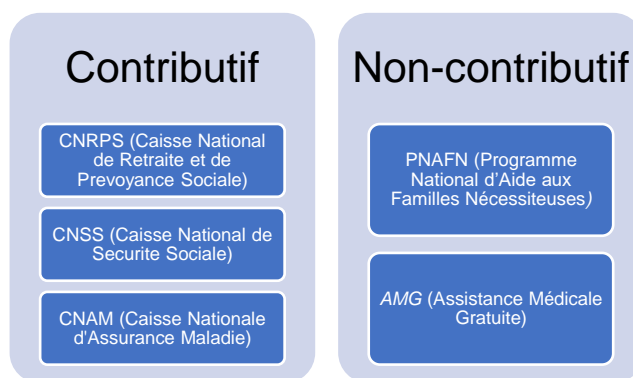 Contributif
CNRPS (Caisse National
de Retraite et de
Prevoyance Sociale)
CNSS (Caisse National de
Securite Sociale)
CNAM (Caisse Nationale
d'Assurance Maladie)
Non-contributif
PNAFN (Programme
National d’Aide aux
Familles Nécessiteuses)
AMG (Assistance Médicale
Gratuite)